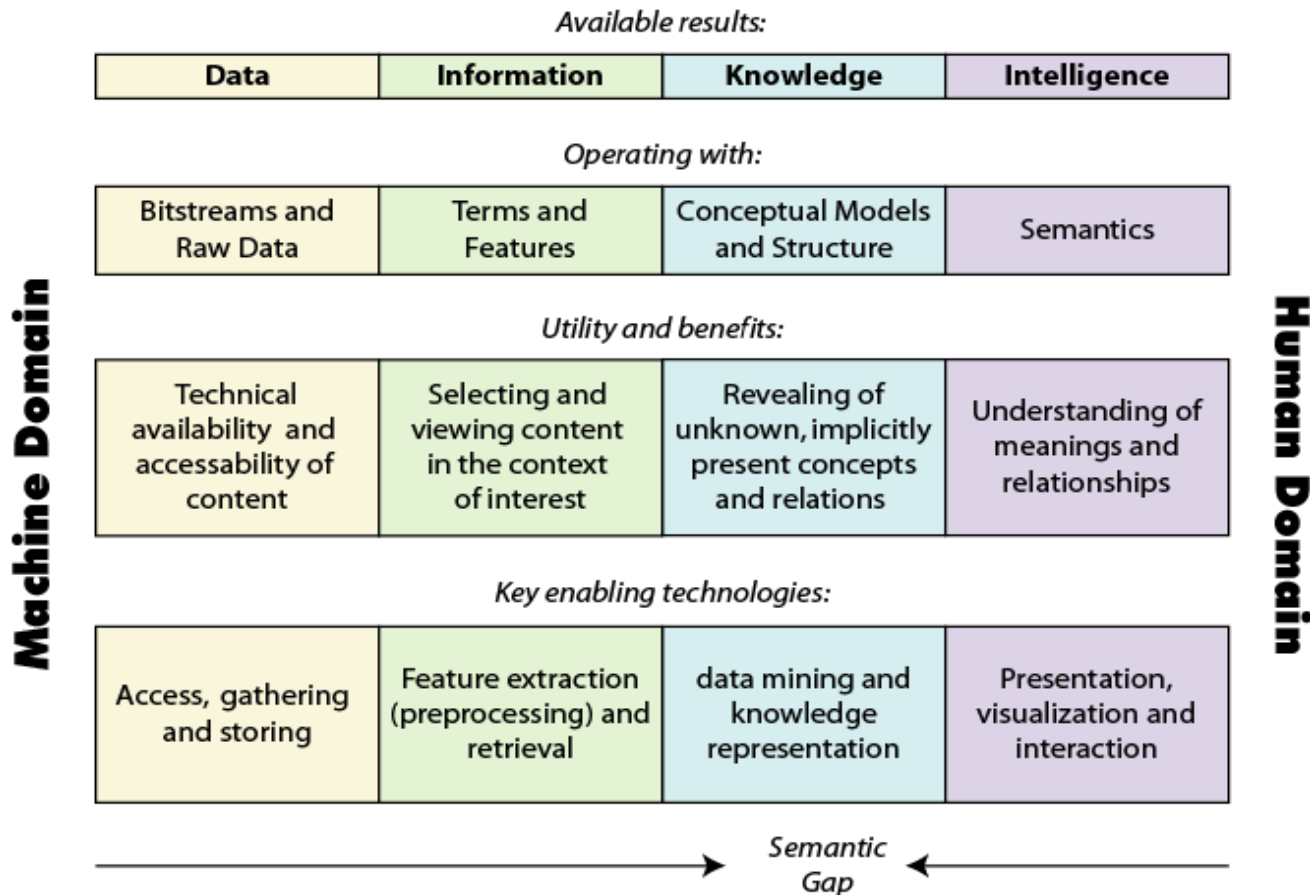 Available results:
Data Information Knowledge Intelligence
Operating with:
Bitstreams and
Raw Data
Terms and
Features
Conceptual Models
and Structure
Semantics
Utility and benefits:
Technical
availability and
accessability of
content
Selecting and
viewing content
in the context
of interest
Revealing of
unknown, implicitly
present concepts
and relations
Understanding of
meanings and
relationships
Key enabling technologies:
Access, gathering
and storing
Feature extraction
(preprocessing) and
retrieval
data mining and
knowledge
representation
Presentation,
visualization and
interaction
Semantic
Gap
Machine Domain
Human Domain